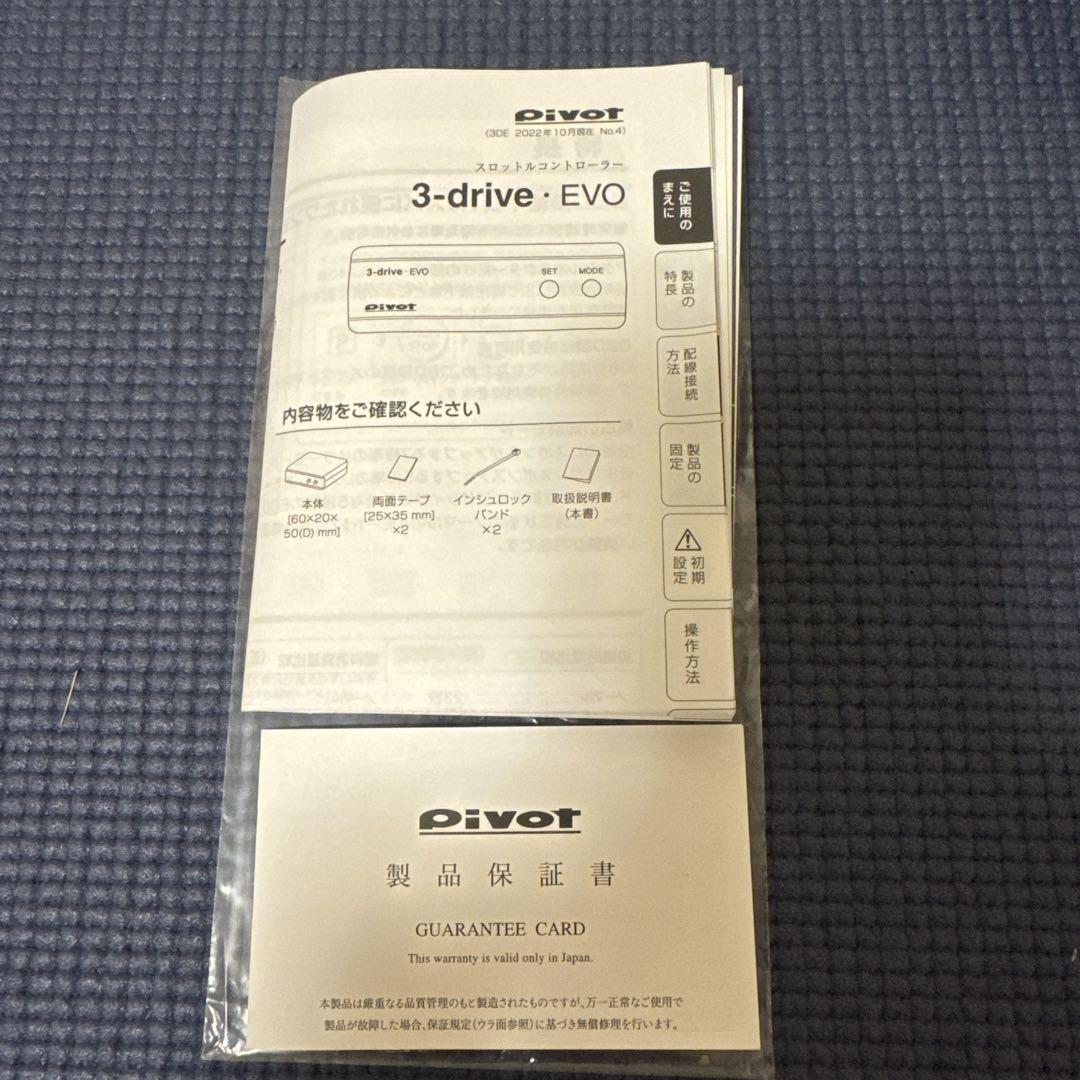 pivot
(3DE 2022年10月現在 No.4)
スロットルコントローラー
3-drive・EVO
3-drive・EVO
SET
MODE
pivot
内容物をご確認ください
本体
[60×20×
50(D) mm]
両面テープ
[25×35 mm]
×2
インシュロック
バンド
×2
取扱説明書
(本書)
ご使用の
まえに
製品の
特長
配線接続
方法
製品の
固定
初期
設定
操作方法
pivot
製品保証書
GUARANTEE CARD
This warranty is valid only in Japan.
本製品は厳重なる品質管理のもと製造されたものですが、万一正常なご使用で
製品が故障した場合、保証規定(ウラ面参照)に基づき無償修理を行います。